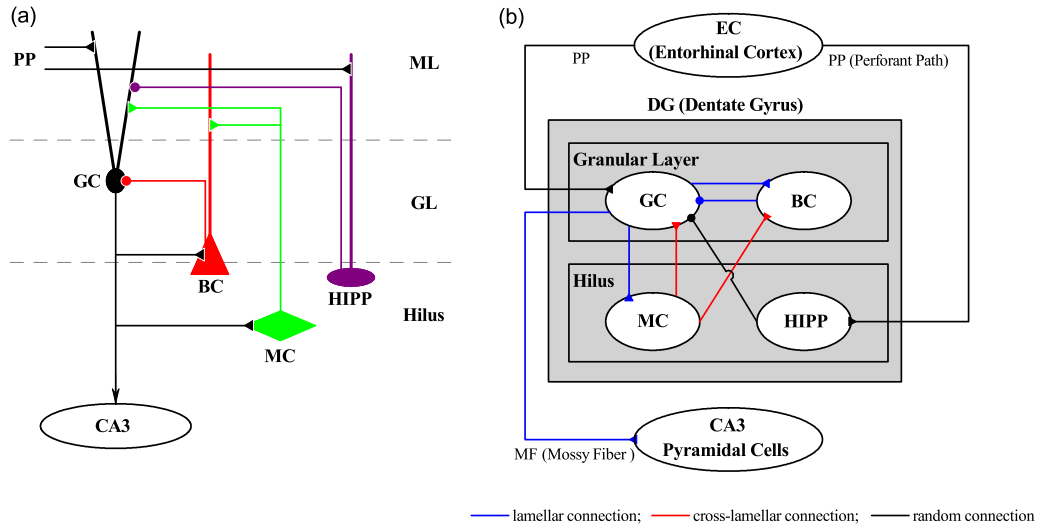 (a)
PP
ML
GC
GL
BC
HIPP
Hilus
MC
CA3
(b)
EC
(Entorhinal Cortex)
PP
PP (Perforant Path)
DG (Dentate Gyrus)
Granular Layer
GC
BC
Hilus
MC
HIPP
CA3
Pyramidal Cells
MF (Mossy Fiber )
lamellar connection; cross-lamellar connection; random connection